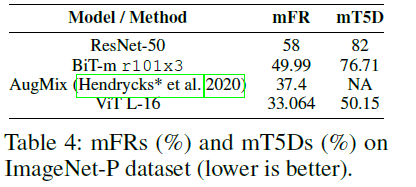 Model / Method mFR mT5D
ResNet-50 58 82
BiT-m r101x3 49.99 76.71
AugMix (Hendrycks* et al. 2020) 37.4 NA
ViT L-16 33.064 50.15
Table 4: mFRs (%) and mT5Ds (%) on
ImageNet-P dataset (lower is better).